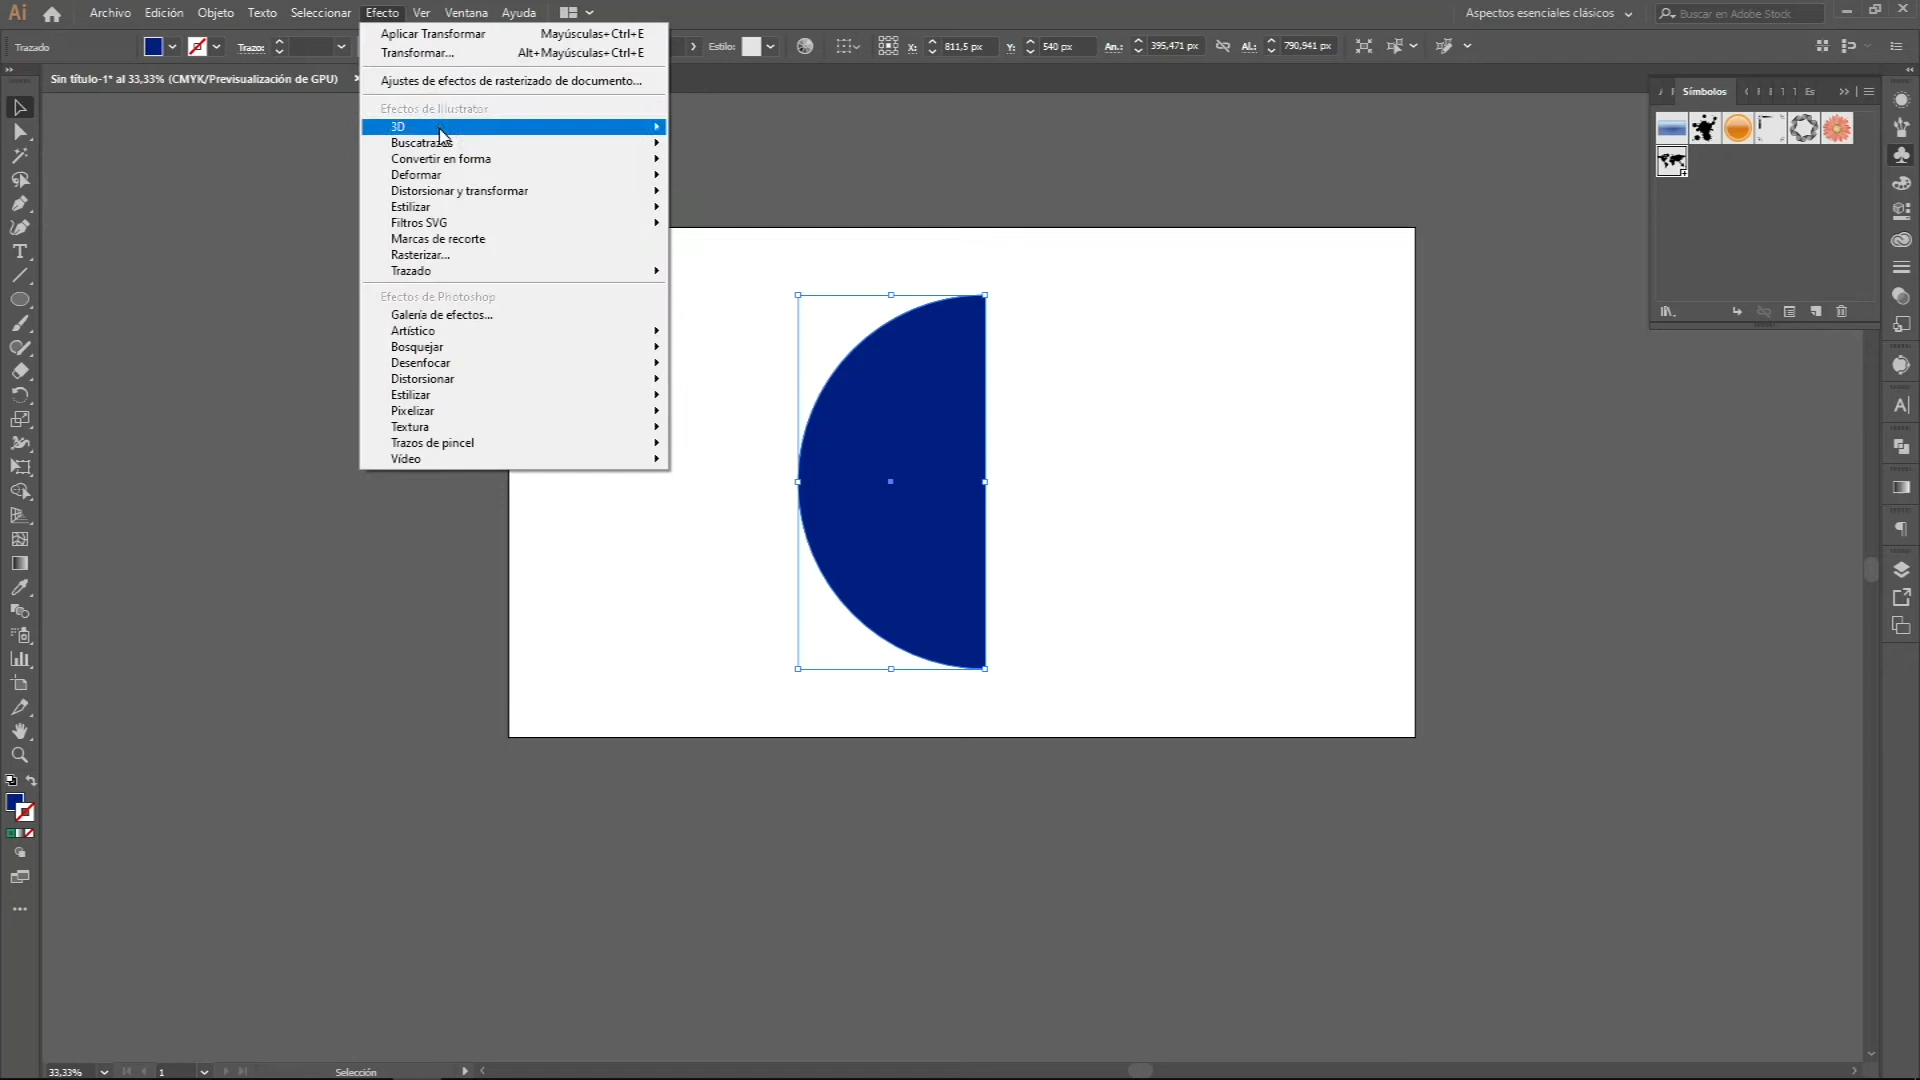 Ai Archivo Edición Objeto Texto Seleccionar Efecto Ver Ventana Ayuda Aspectos esenciales clásicos Buscar en Adobe Stock
Trazado Trazo: Estilo: X: 811,5 px Y: 540 px An.: 395,471 px AL.: 790,941 px
Sin título-1* al 33,33% (CMYK/Previsualización de GPU)
Aplicar Transformar Mayúsculas+Ctrl+E
Transformar... Alt+Mayúsculas+Ctrl+E
Ajustes de efectos de rasterizado de documento...
Efectos de Illustrator
3D
Convertir en forma
Deformar
Distorsionar y transformar
Estilizar
Filtros SVG
Marcas de recorte
Rasterizar...
Trazado
Efectos de Photoshop
Galería de efectos...
Artístico
Bosquejar
Desenfocar
Distorsionar
Estilizar
Pixelizar
Textura
Trazos de pincel
Vídeo
Símbolos Es
33,33% 1 Selección